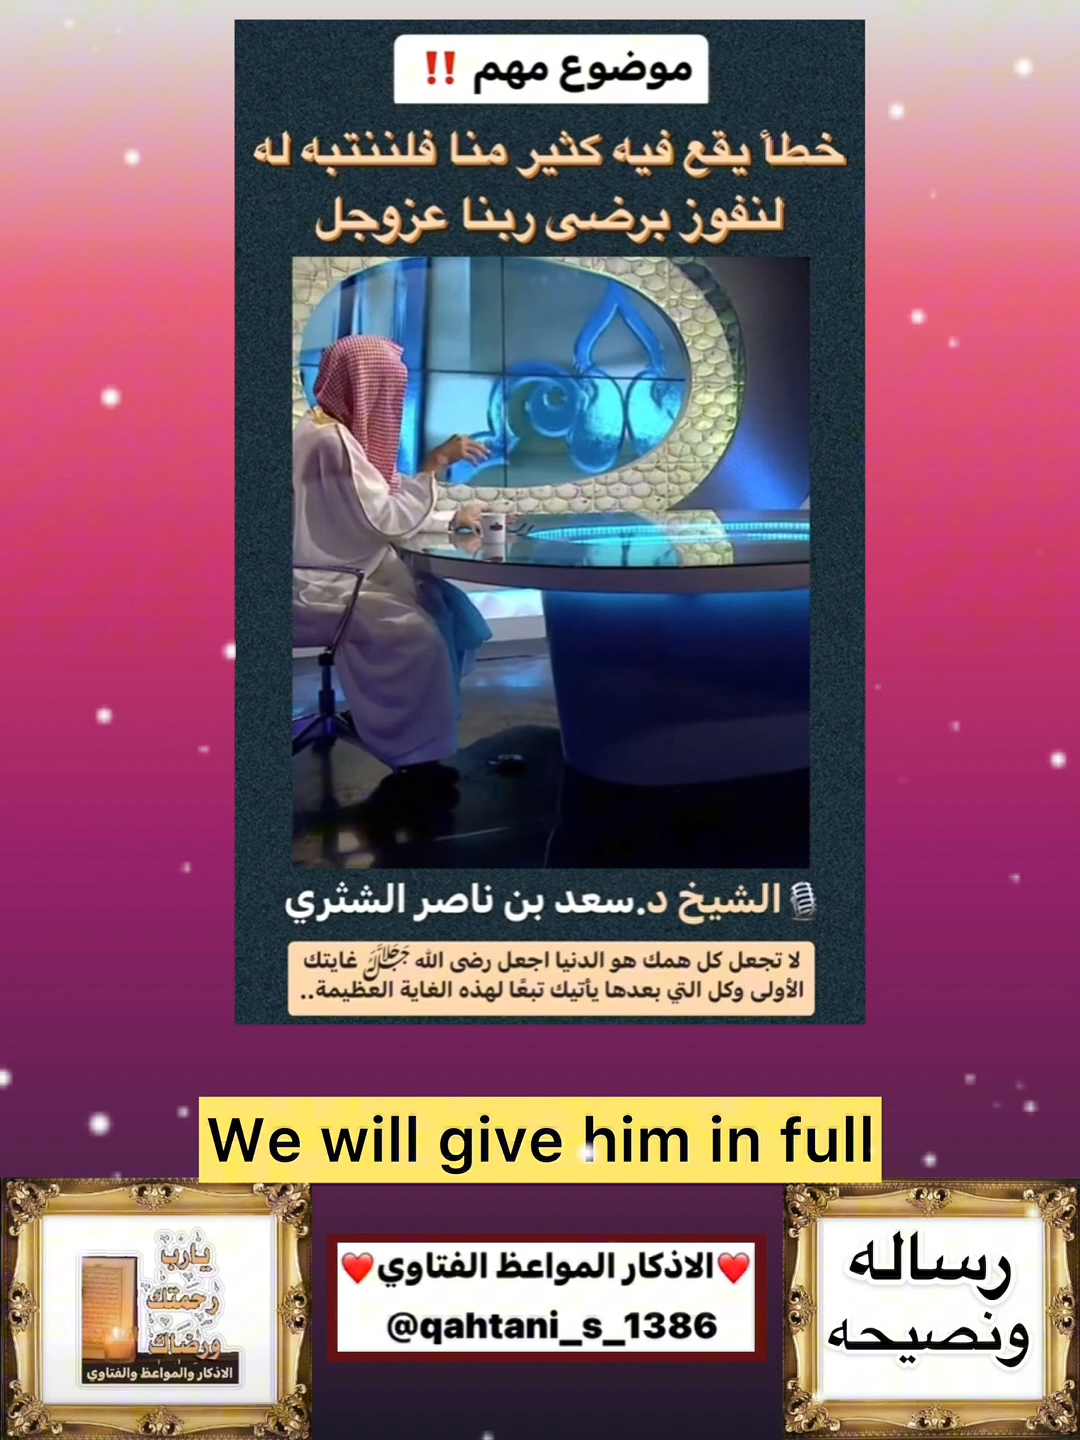 موضوع مهم ‼️
خطأ يقع فيه كثير منا فلننتبه له
لنفوز برضى ربنا عزوجل
الشيخ د.سعد بن ناصر الشثري
لا تجعل كل همك هو الدنيا اجعل رضى الله ﷻ غايتك
الأولى وكل التي بعدها يأتيك تبعًا لهذه الغاية العظيمة..
We will give him in full
يارب
رحمتك
ورضاك
الاذكار والمواعظ والفتاوي
❤️الاذكار المواعظ الفتاوي❤️
@qahtani_s_1386
رساله
ونصيحه